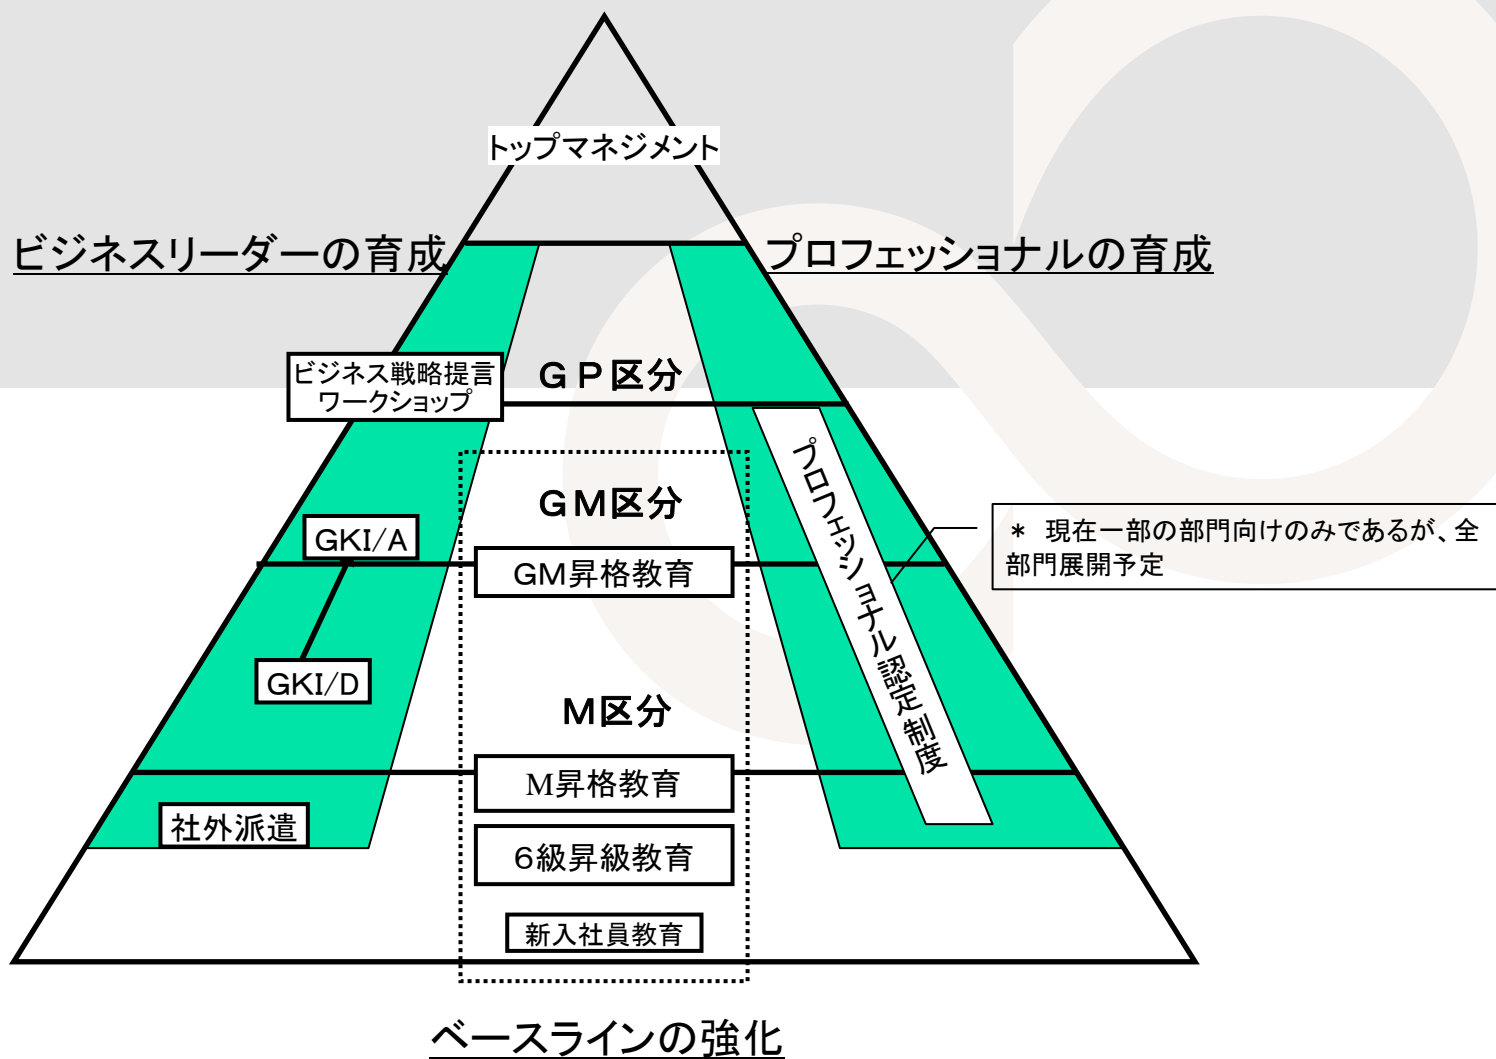 トップマネジメント
ビジネスリーダーの育成
プロフェッショナルの育成
ビジネス戦略提言
ワークショップ
ＧＰ区分
ＧＭ区分
GKI/A
GM昇格教育
プロフェッショナル認定制度
＊ 現在一部の部門向けのみであるが、全
部門展開予定
GKI/D
Ｍ区分
M昇格教育
社外派遣
６級昇級教育
新入社員教育
ベースラインの強化